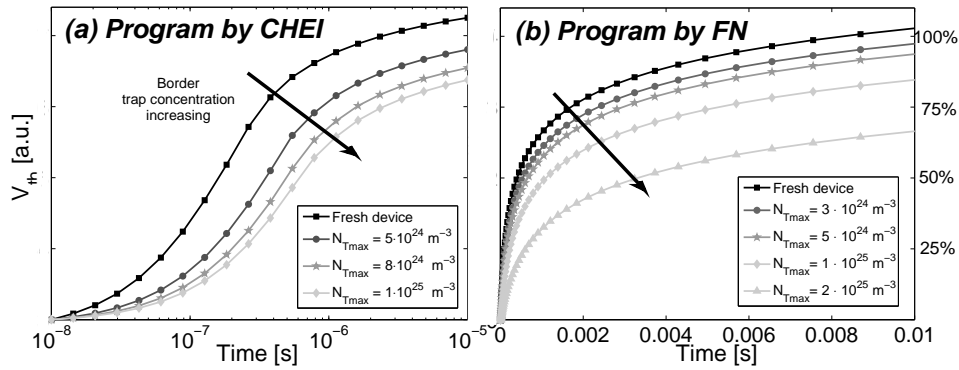 (a) Program by CHEI
Border
trap concentration
increasing
V_th [a.u.]
Fresh device
N_Tmax = 5·10^24 m^-3
N_Tmax = 8·10^24 m^-3
N_Tmax = 1·10^25 m^-3
10^-8
10^-7
10^-6
10^-5
Time [s]
(b) Program by FN
100%
75%
50%
25%
Fresh device
N_Tmax = 3 · 10^24 m^-3
N_Tmax = 5 · 10^24 m^-3
N_Tmax = 1 · 10^25 m^-3
N_Tmax = 2 · 10^25 m^-3
0
0.002
0.004
0.006
0.008
0.01
Time [s]